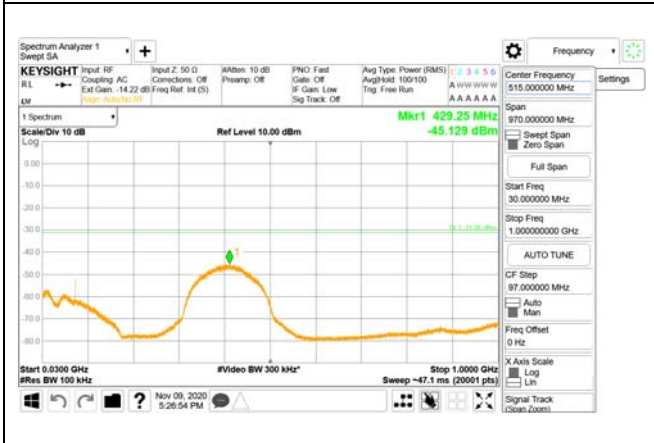 Spectrum Analyzer 1
Swept SA
+
Frequency
KEYSIGHT
RL
Input: RF
Coupling: AC
Ext Gain: -14.22 dB
Align: Auto/No RF
Input Z: 50 Ω
Corrections: Off
Freq Ref: Int (S)
#Atten: 10 dB
Preamp: Off
PNO: Fast
Gate: Off
IF Gain: Low
Sig Track: Off
Avg Type: Power (RMS)
Avg|Hold: 100/100
Trig: Free Run
1 2 3 4 5 6
A W W W W W
A A A A A A
1 Spectrum
Scale/Div 10 dB
Log
Ref Level 10.00 dBm
Mkr1 429.25 MHz
-45.129 dBm
0.00
-10.0
-20.0
-30.0
-40.0
-50.0
-60.0
-70.0
-80.0
1
Start 0.0300 GHz
#Res BW 100 kHz
#Video BW 300 kHz*
Stop 1.0000 GHz
Sweep ~47.1 ms (20001 pts)
?
Nov 09, 2020
5:26:54 PM
Center Frequency
515.000000 MHz
Settings
Span
970.000000 MHz
Swept Span
Zero Span
Full Span
Start Freq
30.000000 MHz
Stop Freq
1.000000000 GHz
AUTO TUNE
CF Step
97.000000 MHz
Auto
Man
Freq Offset
0 Hz
X Axis Scale
Log
Lin
Signal Track
(Span Zoom)